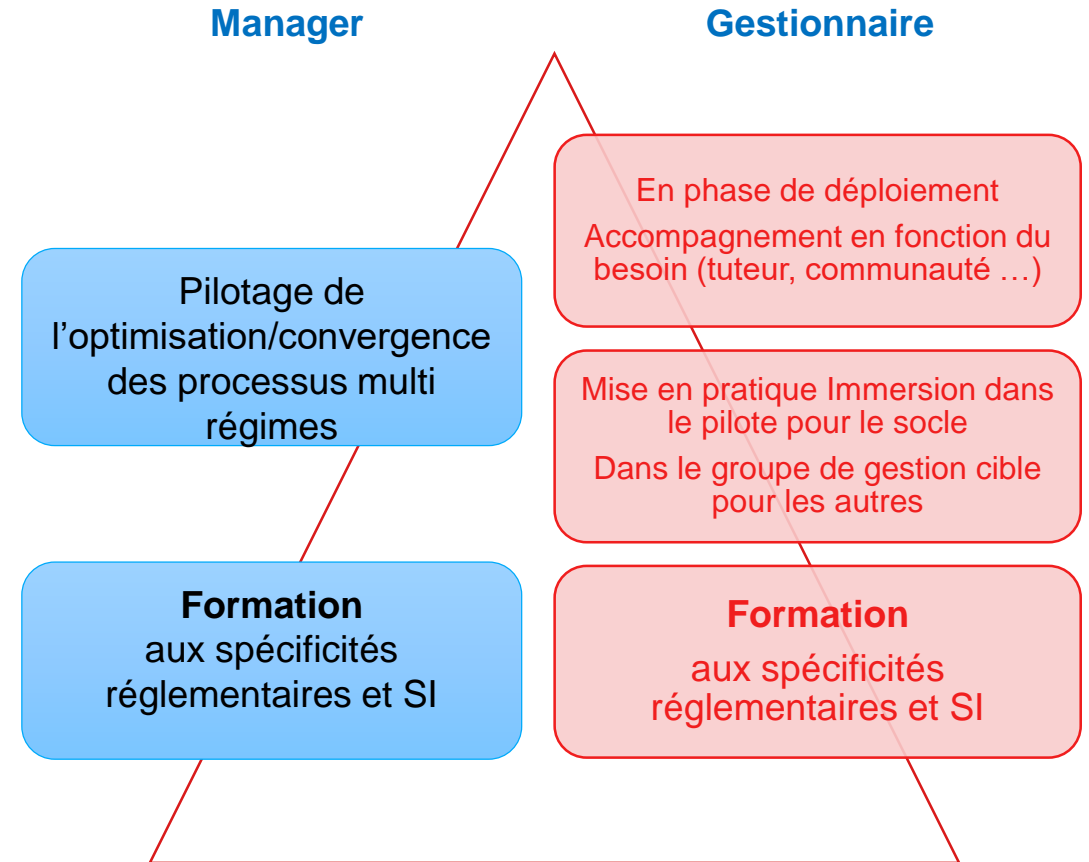 Manager
Gestionnaire
En phase de déploiement
Accompagnement en fonction du
besoin (tuteur, communauté …)
Pilotage de
l’optimisation/convergence
des processus multi
régimes
Mise en pratique Immersion dans
le pilote pour le socle
Dans le groupe de gestion cible
pour les autres
Formation
aux spécificités
réglementaires et SI
Formation
aux spécificités
réglementaires et SI